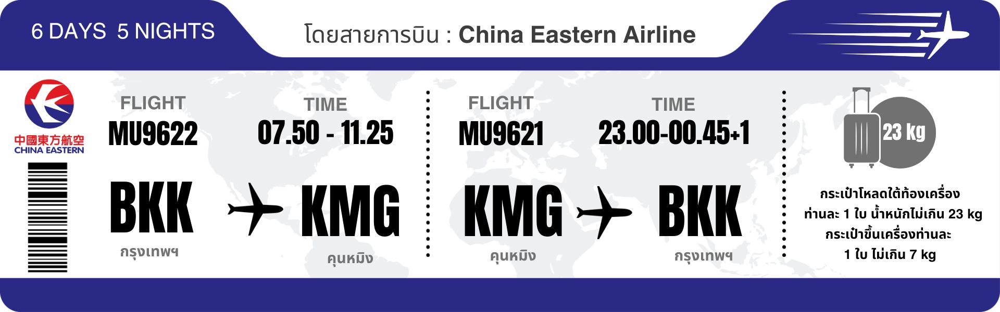 6 DAYS 5 NIGHTS
โดยสายการบิน : China Eastern Airline
中國東方航空
CHINA EASTERN
FLIGHT
MU9622
TIME
07.50 - 11.25
BKK
กรุงเทพฯ
KMG
คุนหมิง
FLIGHT
MU9621
TIME
23.00-00.45+1
KMG
คุนหมิง
BKK
กรุงเทพฯ
23 kg
กระเป๋าโหลดใต้ท้องเครื่อง
ท่านละ 1 ใบ น้ำหนักไม่เกิน 23 kg
กระเป๋าขึ้นเครื่องท่านละ
1 ใบ ไม่เกิน 7 kg